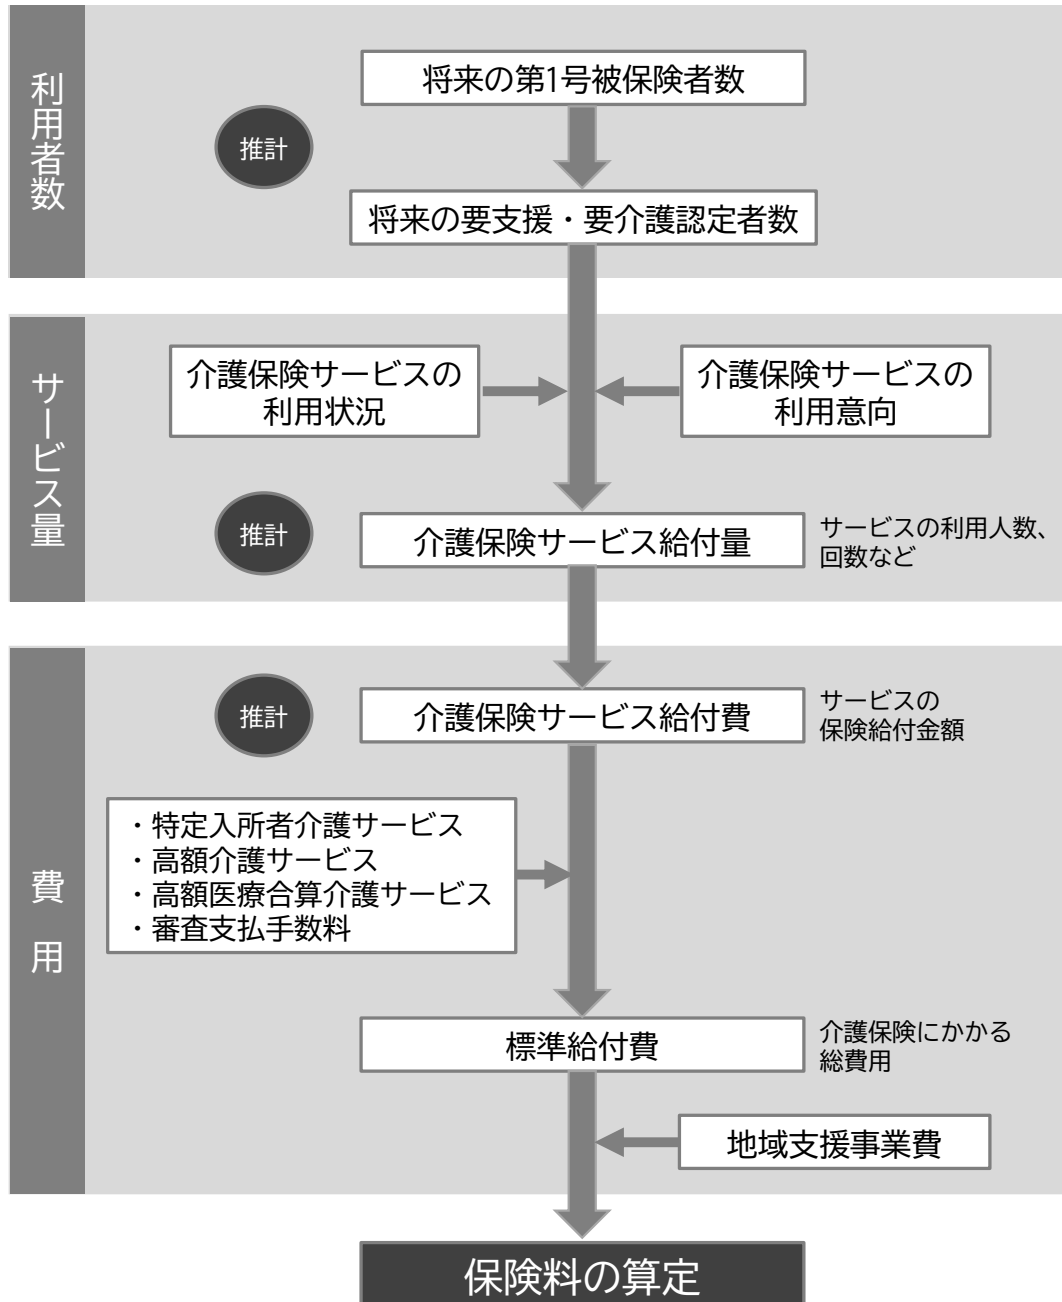 利用者数
将来の第1号被保険者数
推計
将来の要支援・要介護認定者数
サービス量
介護保険サービスの
利用状況
介護保険サービスの
利用意向
推計
介護保険サービス給付量
サービスの利用人数、
回数など
費用
推計
介護保険サービス給付費
サービスの
保険給付金額
・特定入所者介護サービス
・高額介護サービス
・高額医療合算介護サービス
・審査支払手数料
標準給付費
介護保険にかかる
総費用
地域支援事業費
保険料の算定